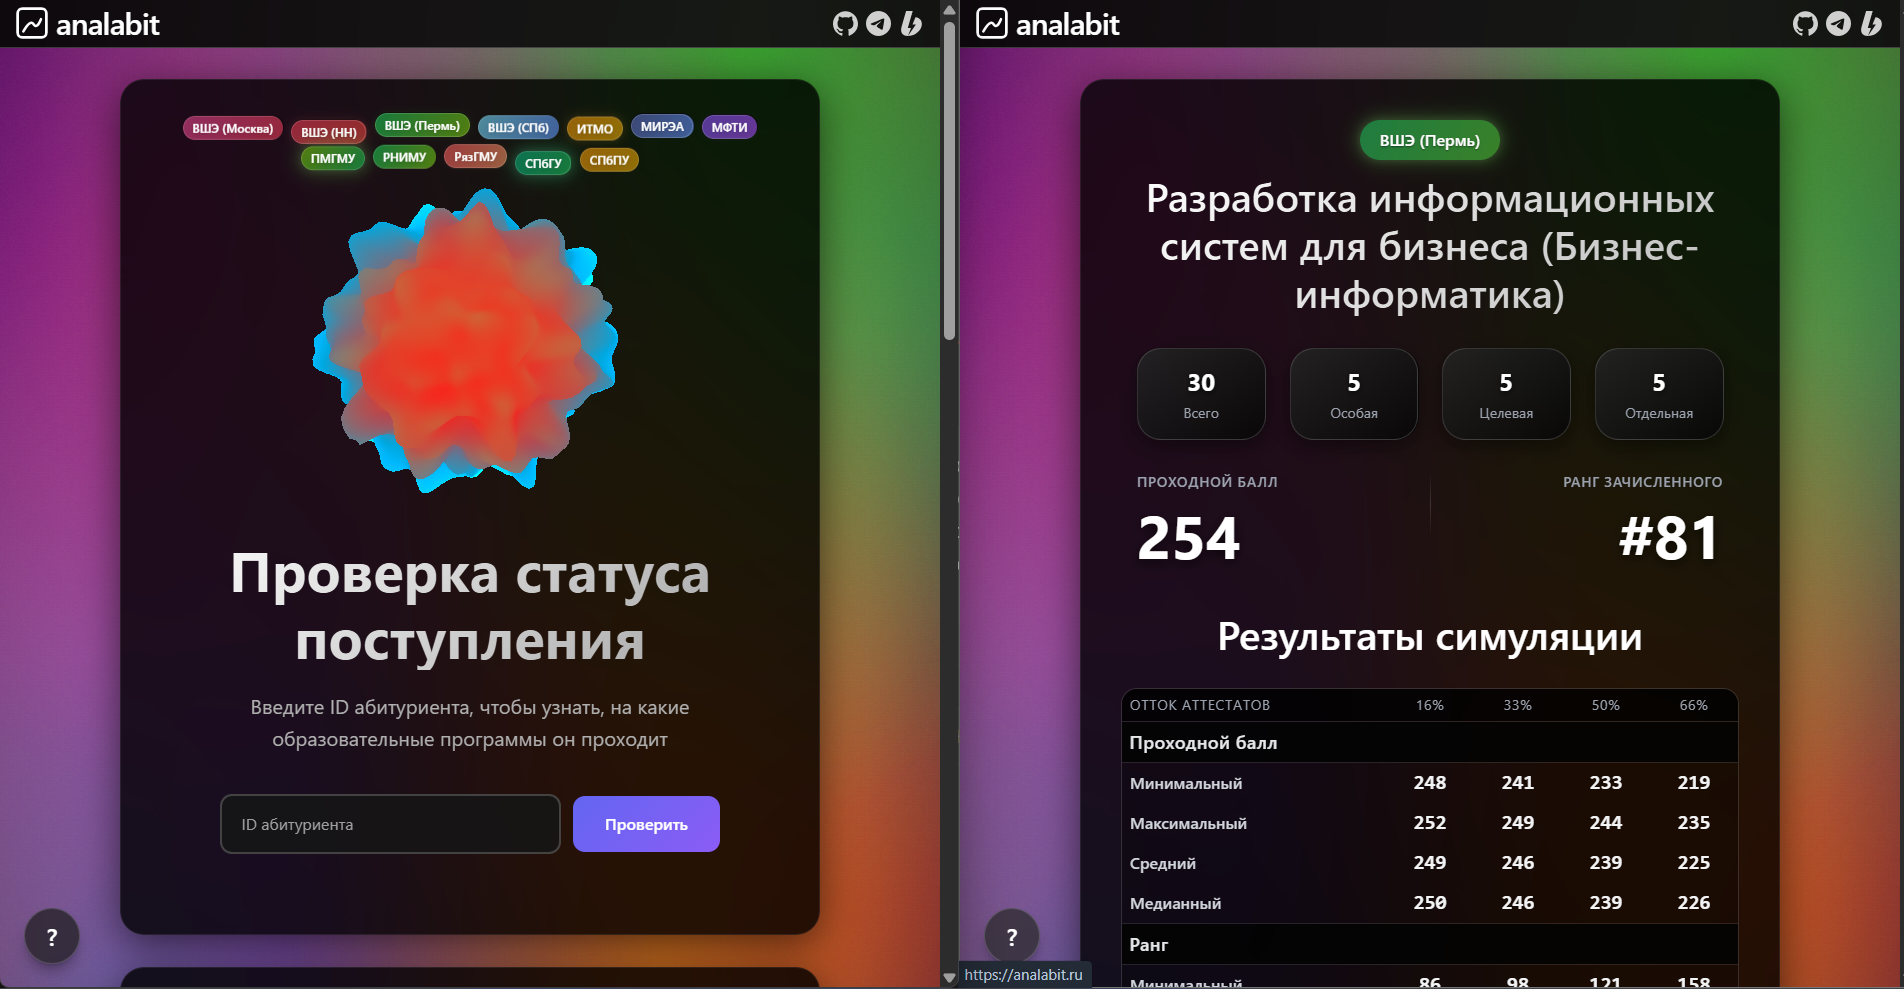 analabit
ВШЭ (Москва)
ВШЭ (НН)
ВШЭ (Пермь)
ВШЭ (СПб)
ИТМО
МИРЭА
МФТИ
ПМГМУ
РНИМУ
РязГМУ
СПбГУ
СПбПУ
Проверка статуса
поступления
Введите ID абитуриента, чтобы узнать, на какие
образовательные программы он проходит
ID абитуриента
Проверить
?
analabit
ВШЭ (Пермь)
Разработка информационных
систем для бизнеса (Бизнес-
информатика)
30
Всего
5
Особая
5
Целевая
5
Отдельная
ПРОХОДНОЙ БАЛЛ
254
РАНГ ЗАЧИСЛЕННОГО
#81
Результаты симуляции
ОТТОК АТТЕСТАТОВ 16% 33% 50% 66%
Проходной балл
Минимальный 248 241 233 219
Максимальный 252 249 244 235
Средний 249 246 239 225
Медианный 250 246 239 226
Ранг
Минимальный 86 98 121 158
?
https://analabit.ru